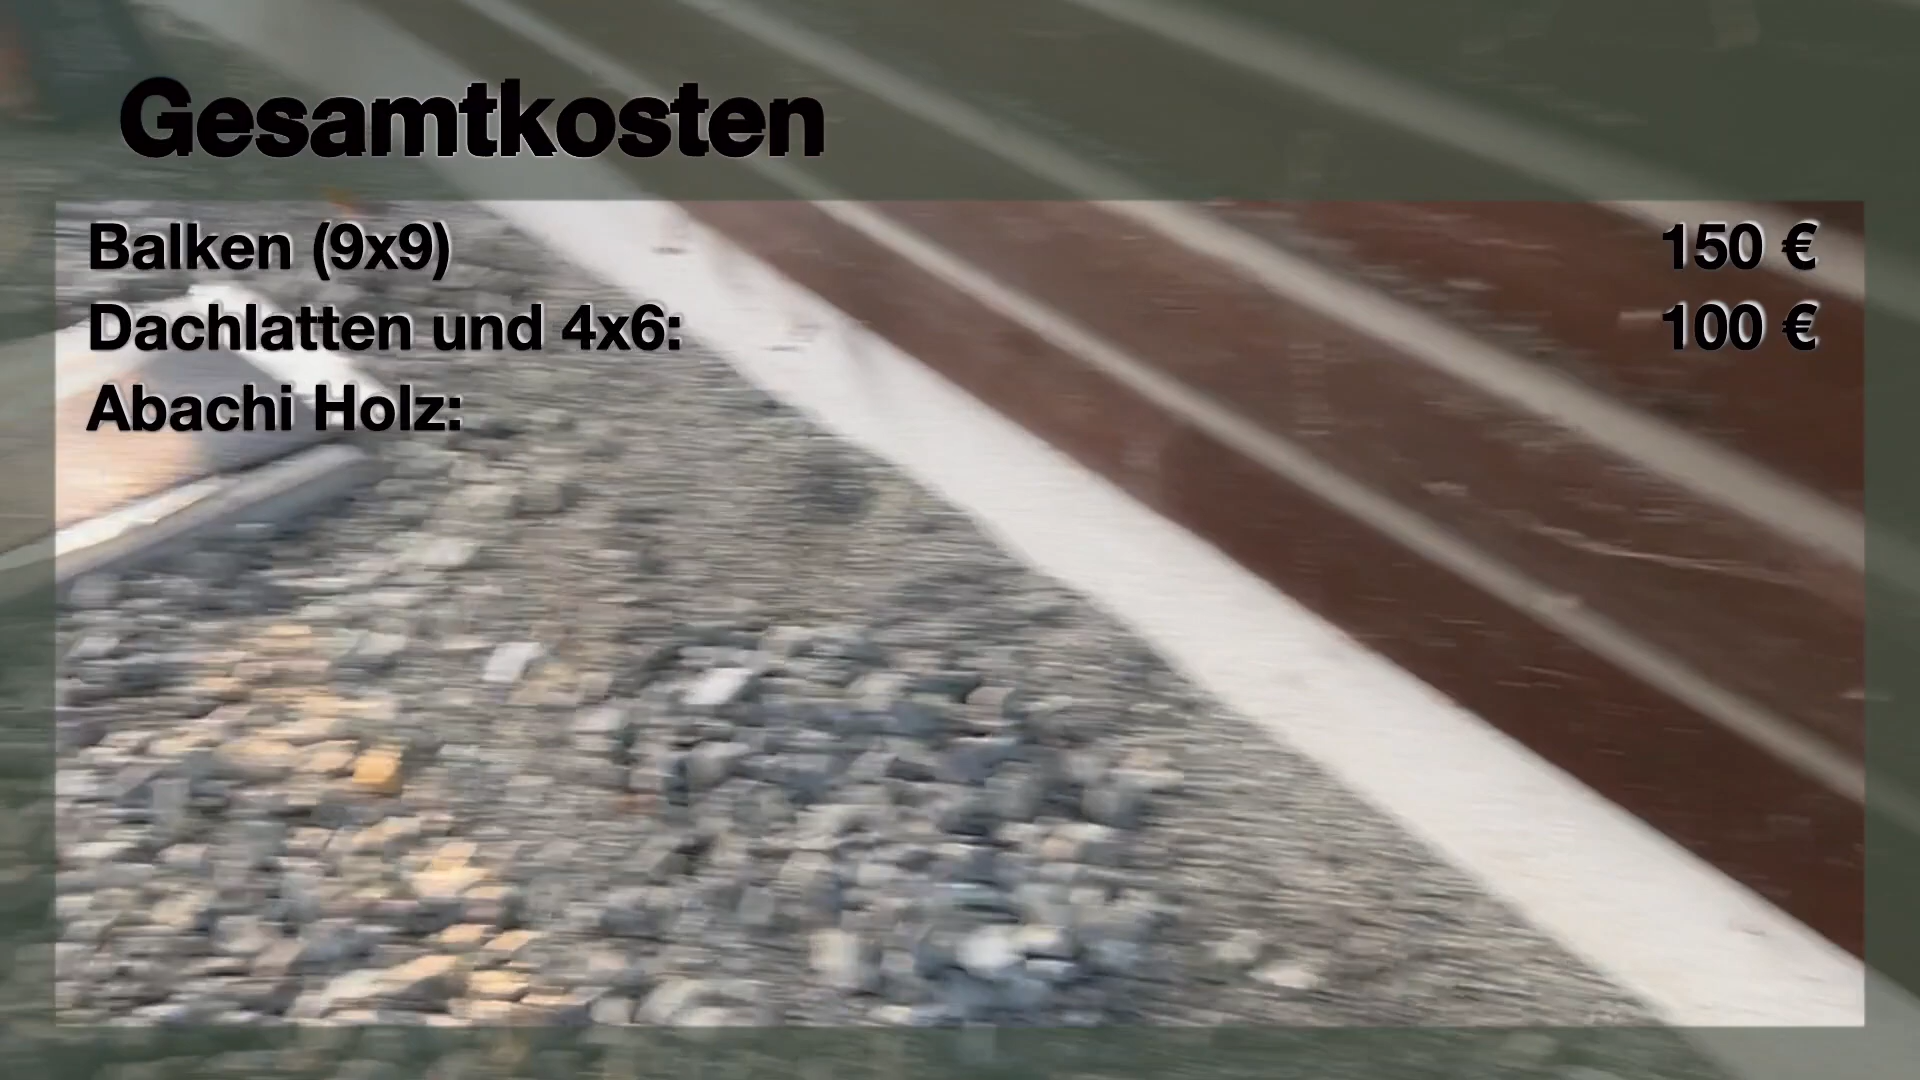 Gesamtkosten
Balken (9x9) 150 €
Dachlatten und 4x6: 100 €
Abachi Holz: